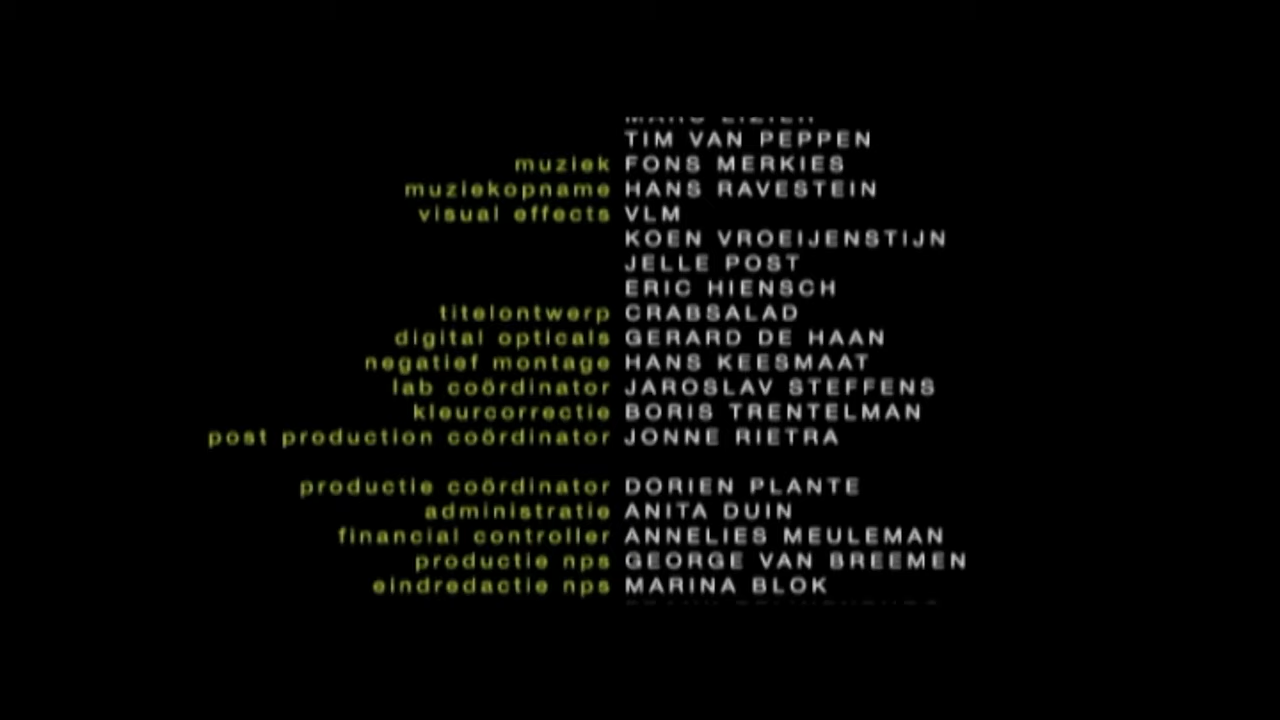 TIM VAN PEPPEN
muziek FONS MERKIES
muziekopname HANS RAVESTEIN
visual effects VLM
KOEN VROEIJENSTIJN
JELLE POST
ERIC HIENSCH
titelontwerp CRABSALAD
digital opticals GERARD DE HAAN
negatief montage HANS KEESMAAT
lab coördinator JAROSLAV STEFFENS
kleurcorrectie BORIS TRENTELMAN
post production coördinator JONNE RIETRA
productie coördinator DORIEN PLANTE
administratie ANITA DUIN
financial controller ANNELIES MEULEMAN
productie nps GEORGE VAN BREEMEN
eindredactie nps MARINA BLOK